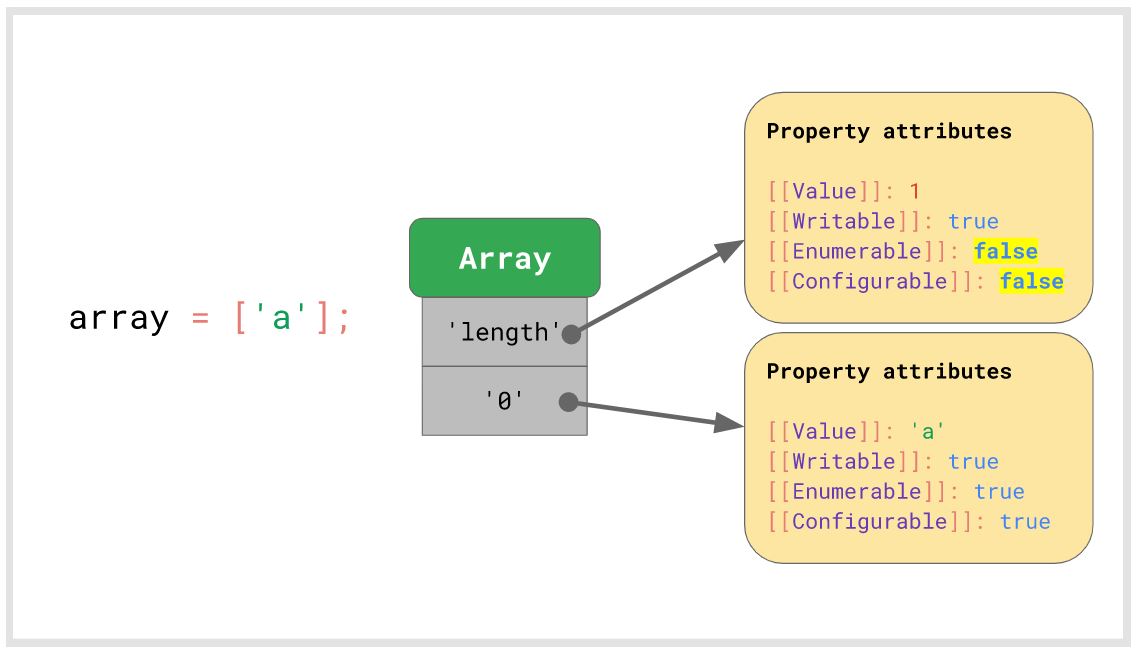 array = ['a'];
Array
'length'
'0'
Property attributes
[[Value]]: 1
[[Writable]]: true
[[Enumerable]]: false
[[Configurable]]: false
Property attributes
[[Value]]: 'a'
[[Writable]]: true
[[Enumerable]]: true
[[Configurable]]: true